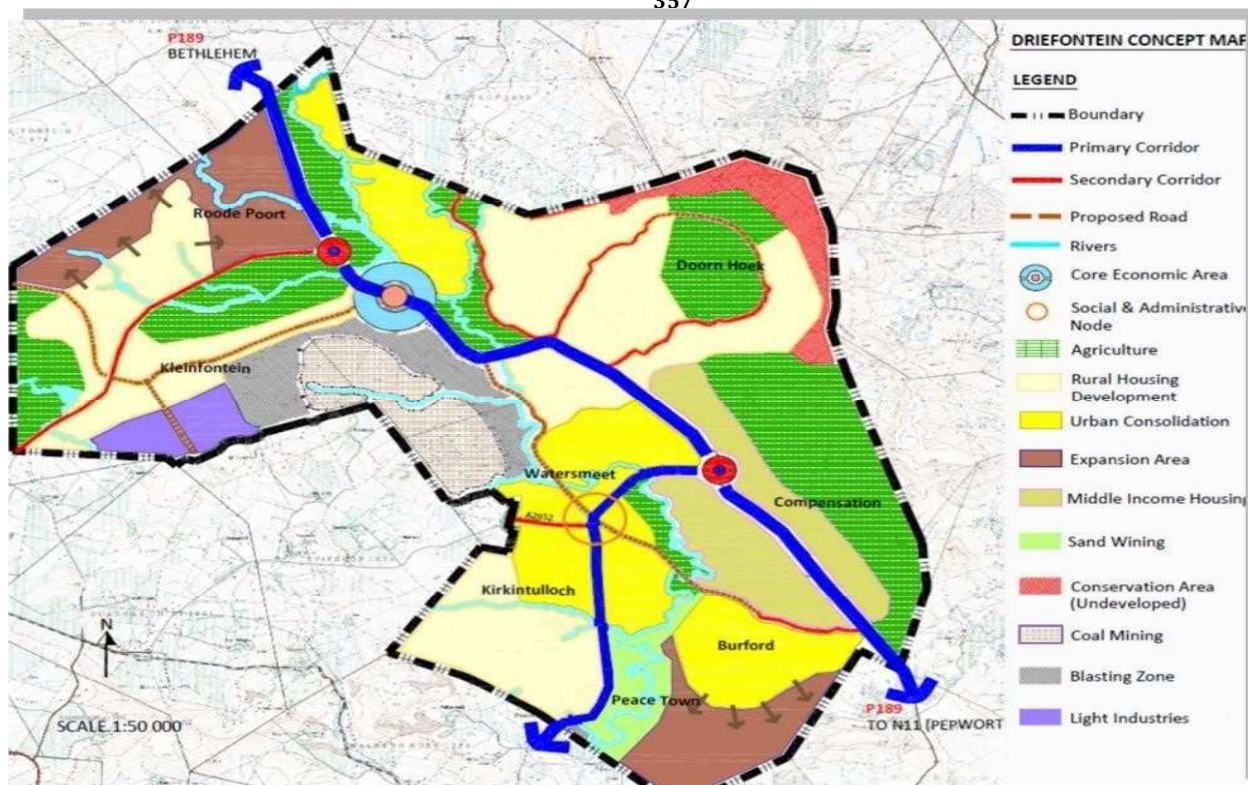 357
P189
BETHLEHEM
Roode Poort
Doorn Hoek
Kleinfontein
Watersmeet
Compensation
A2952
Kirkintulloch
Burford
Peace Town
N
SCALE 1:50 000
P189
TO N11 (PEPWORT
DRIEFONTEIN CONCEPT MAP
LEGEND
Boundary
Primary Corridor
Secondary Corridor
Proposed Road
Rivers
Core Economic Area
Social & Administrative
Node
Agriculture
Rural Housing
Development
Urban Consolidation
Expansion Area
Middle Income Housing
Sand Wining
Conservation Area
(Undeveloped)
Coal Mining
Blasting Zone
Light Industries